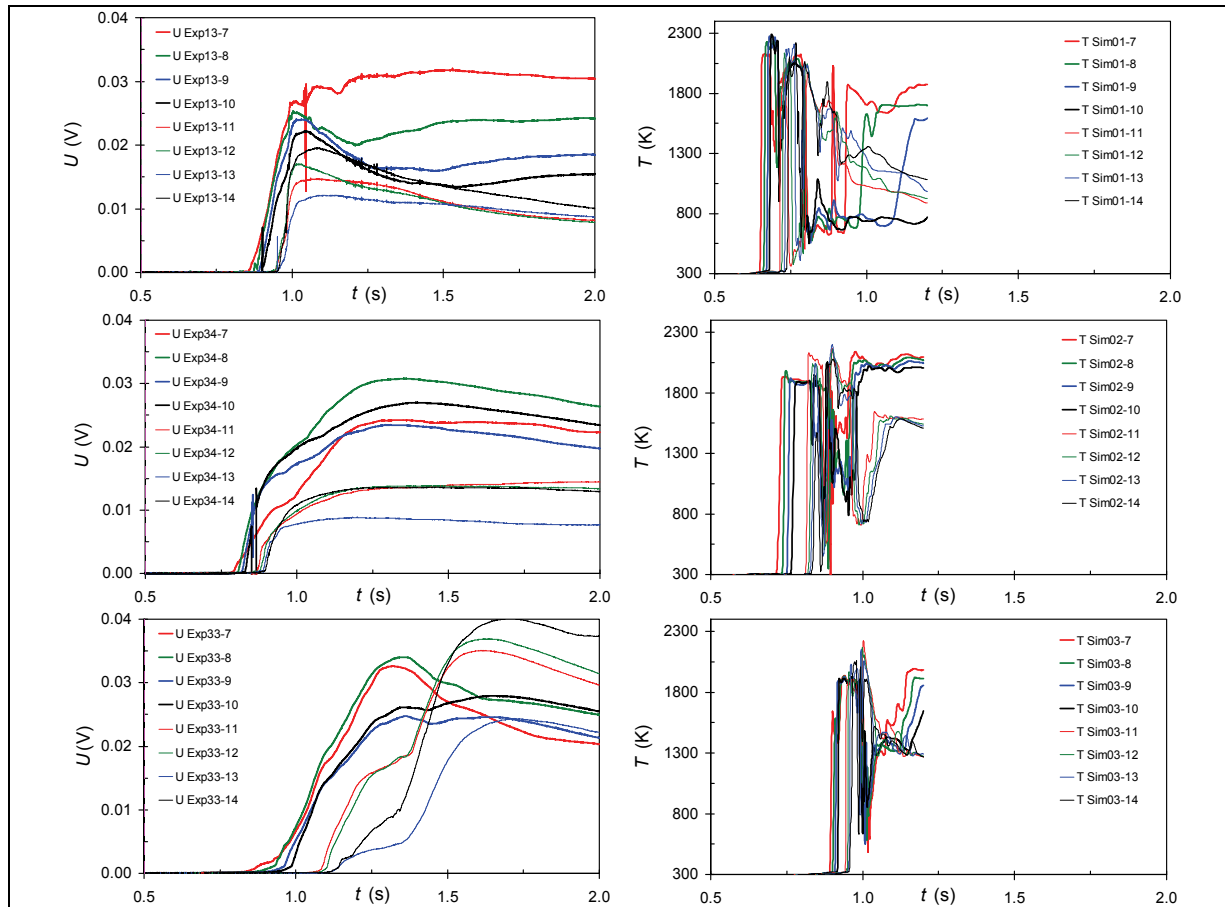 0.04
0.03
0.02
0.01
0.00
U (V)
U Exp13-7
U Exp13-8
U Exp13-9
U Exp13-10
U Exp13-11
U Exp13-12
U Exp13-13
U Exp13-14
0.5 1.0 1.5 2.0
t (s)
2300
1800
1300
800
300
T (K)
T Sim01-7
T Sim01-8
T Sim01-9
T Sim01-10
T Sim01-11
T Sim01-12
T Sim01-13
T Sim01-14
0.5 1.0 1.5 2.0
t (s)
0.04
0.03
0.02
0.01
0.00
U (V)
U Exp34-7
U Exp34-8
U Exp34-9
U Exp34-10
U Exp34-11
U Exp34-12
U Exp34-13
U Exp34-14
0.5 1.0 1.5 2.0
t (s)
2300
1800
1300
800
300
T (K)
T Sim02-7
T Sim02-8
T Sim02-9
T Sim02-10
T Sim02-11
T Sim02-12
T Sim02-13
T Sim02-14
0.5 1.0 1.5 2.0
t (s)
0.04
0.03
0.02
0.01
0.00
U (V)
U Exp33-7
U Exp33-8
U Exp33-9
U Exp33-10
U Exp33-11
U Exp33-12
U Exp33-13
U Exp33-14
0.5 1.0 1.5 2.0
t (s)
2300
1800
1300
800
300
T (K)
T Sim03-7
T Sim03-8
T Sim03-9
T Sim03-10
T Sim03-11
T Sim03-12
T Sim03-13
T Sim03-14
0.5 1.0 1.5 2.0
t (s)